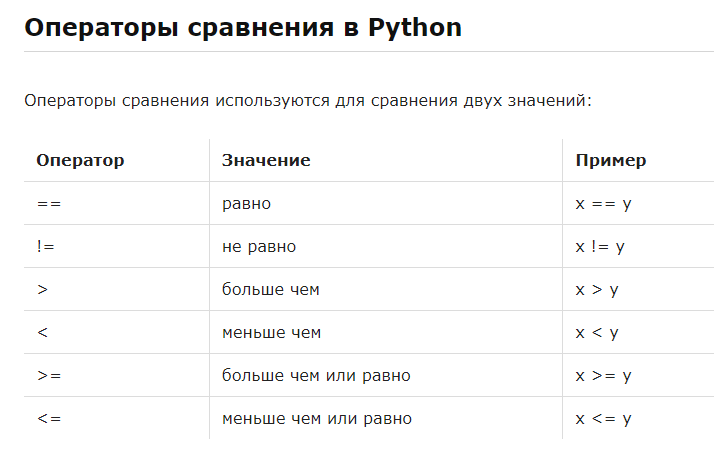 Операторы сравнения в Python
Операторы сравнения используются для сравнения двух значений:
Оператор Значение Пример
== равно x == y
!= не равно x != y
> больше чем x > y
< меньше чем x < y
>= больше чем или равно x >= y
<= меньше чем или равно x <= y